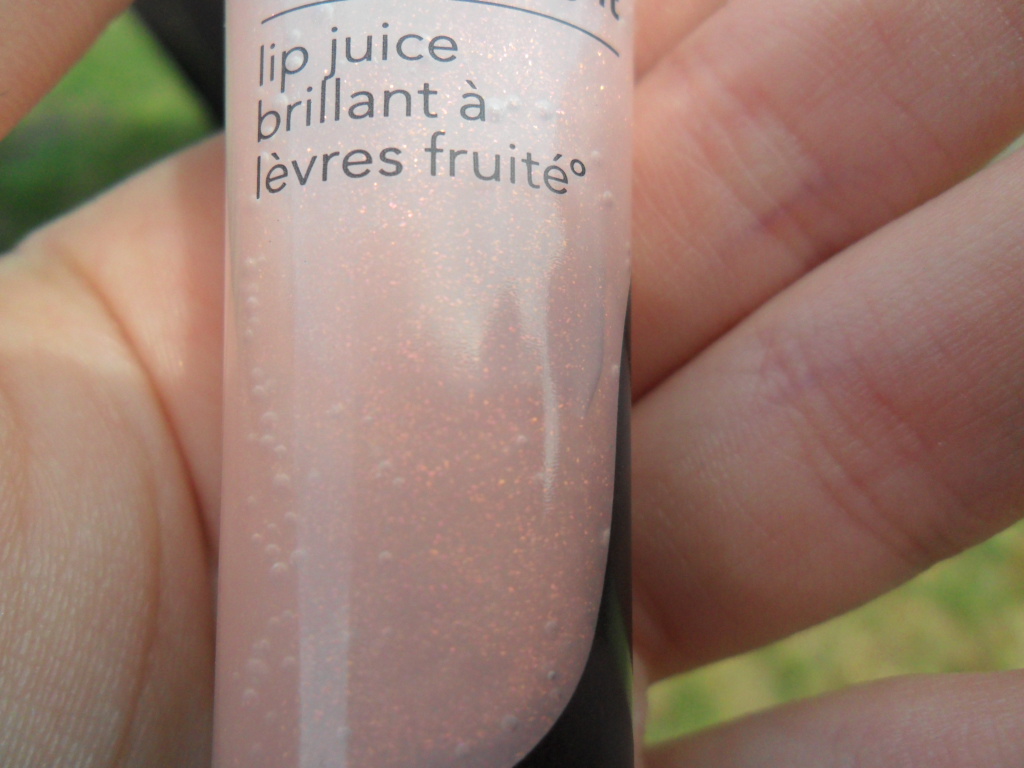 lip juice
brillant à
lèvres fruité°